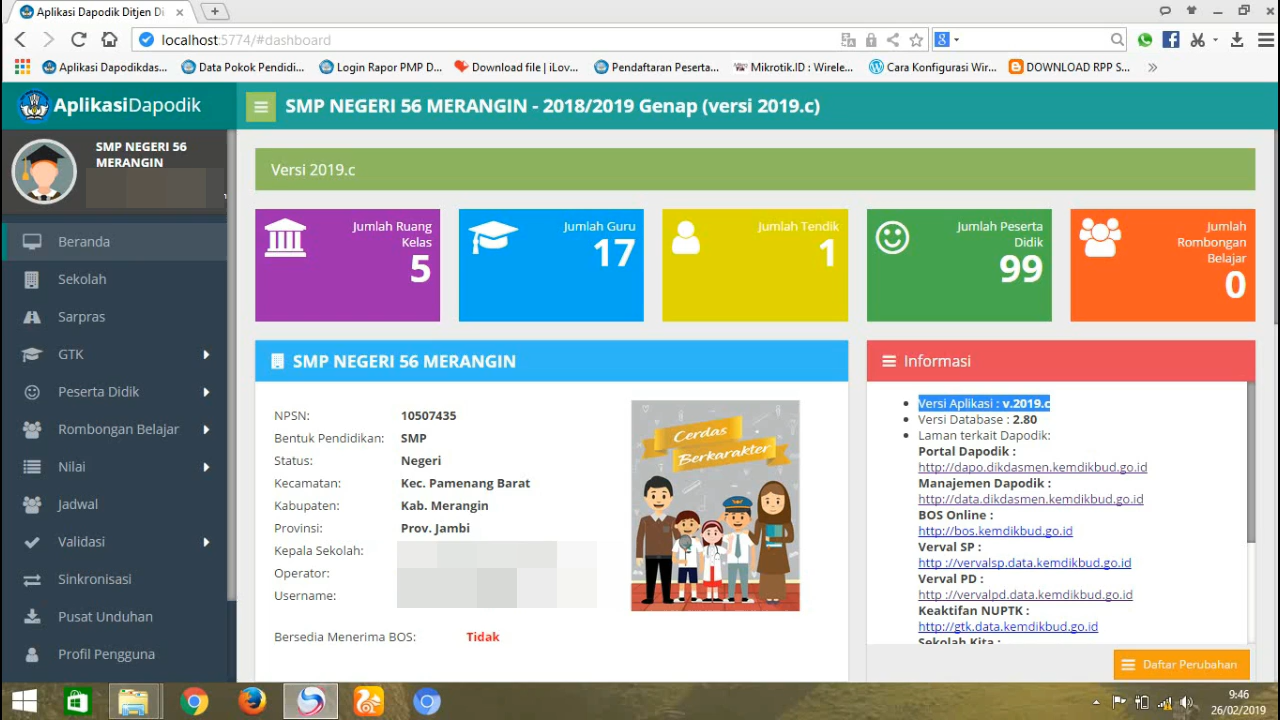 Aplikasi Dapodik Ditjen Di
localhost:5774/#dashboard
Aplikasi Dapodikdas...
Data Pokok Pendidi...
Login Rapor PMP D...
Download file | iLov...
Pendaftaran Peserta...
Mikrotik.ID : Wirele...
Cara Konfigurasi Wir...
DOWNLOAD RPP S...
AplikasiDapodik
SMP NEGERI 56 MERANGIN - 2018/2019 Genap (versi 2019.c)
SMP NEGERI 56
MERANGIN
Beranda
Sekolah
Sarpras
GTK
Peserta Didik
Rombongan Belajar
Nilai
Jadwal
Validasi
Sinkronisasi
Pusat Unduhan
Profil Pengguna
Versi 2019.c
Jumlah Ruang
Kelas
5
Jumlah Guru
17
Jumlah Tendik
1
Jumlah Peserta
Didik
99
Jumlah
Rombongan
Belajar
0
SMP NEGERI 56 MERANGIN
NPSN: 10507435
Bentuk Pendidikan: SMP
Status: Negeri
Kecamatan: Kec. Pamenang Barat
Kabupaten: Kab. Merangin
Provinsi: Prov. Jambi
Kepala Sekolah:
Operator:
Username:
Bersedia Menerima BOS: Tidak
Cerdas
Berkarakter
Informasi
Versi Aplikasi : v.2019.c
Versi Database : 2.80
Laman terkait Dapodik:
Portal Dapodik :
http://dapo.dikdasmen.kemdikbud.go.id
Manajemen Dapodik :
http://data.dikdasmen.kemdikbud.go.id
BOS Online :
http://bos.kemdikbud.go.id
Verval SP :
http://vervalsp.data.kemdikbud.go.id
Verval PD :
http://vervalpd.data.kemdikbud.go.id
Keaktifan NUPTK :
http://gtk.data.kemdikbud.go.id
Sekolah Kita :
Daftar Perubahan
9:46
26/02/2019